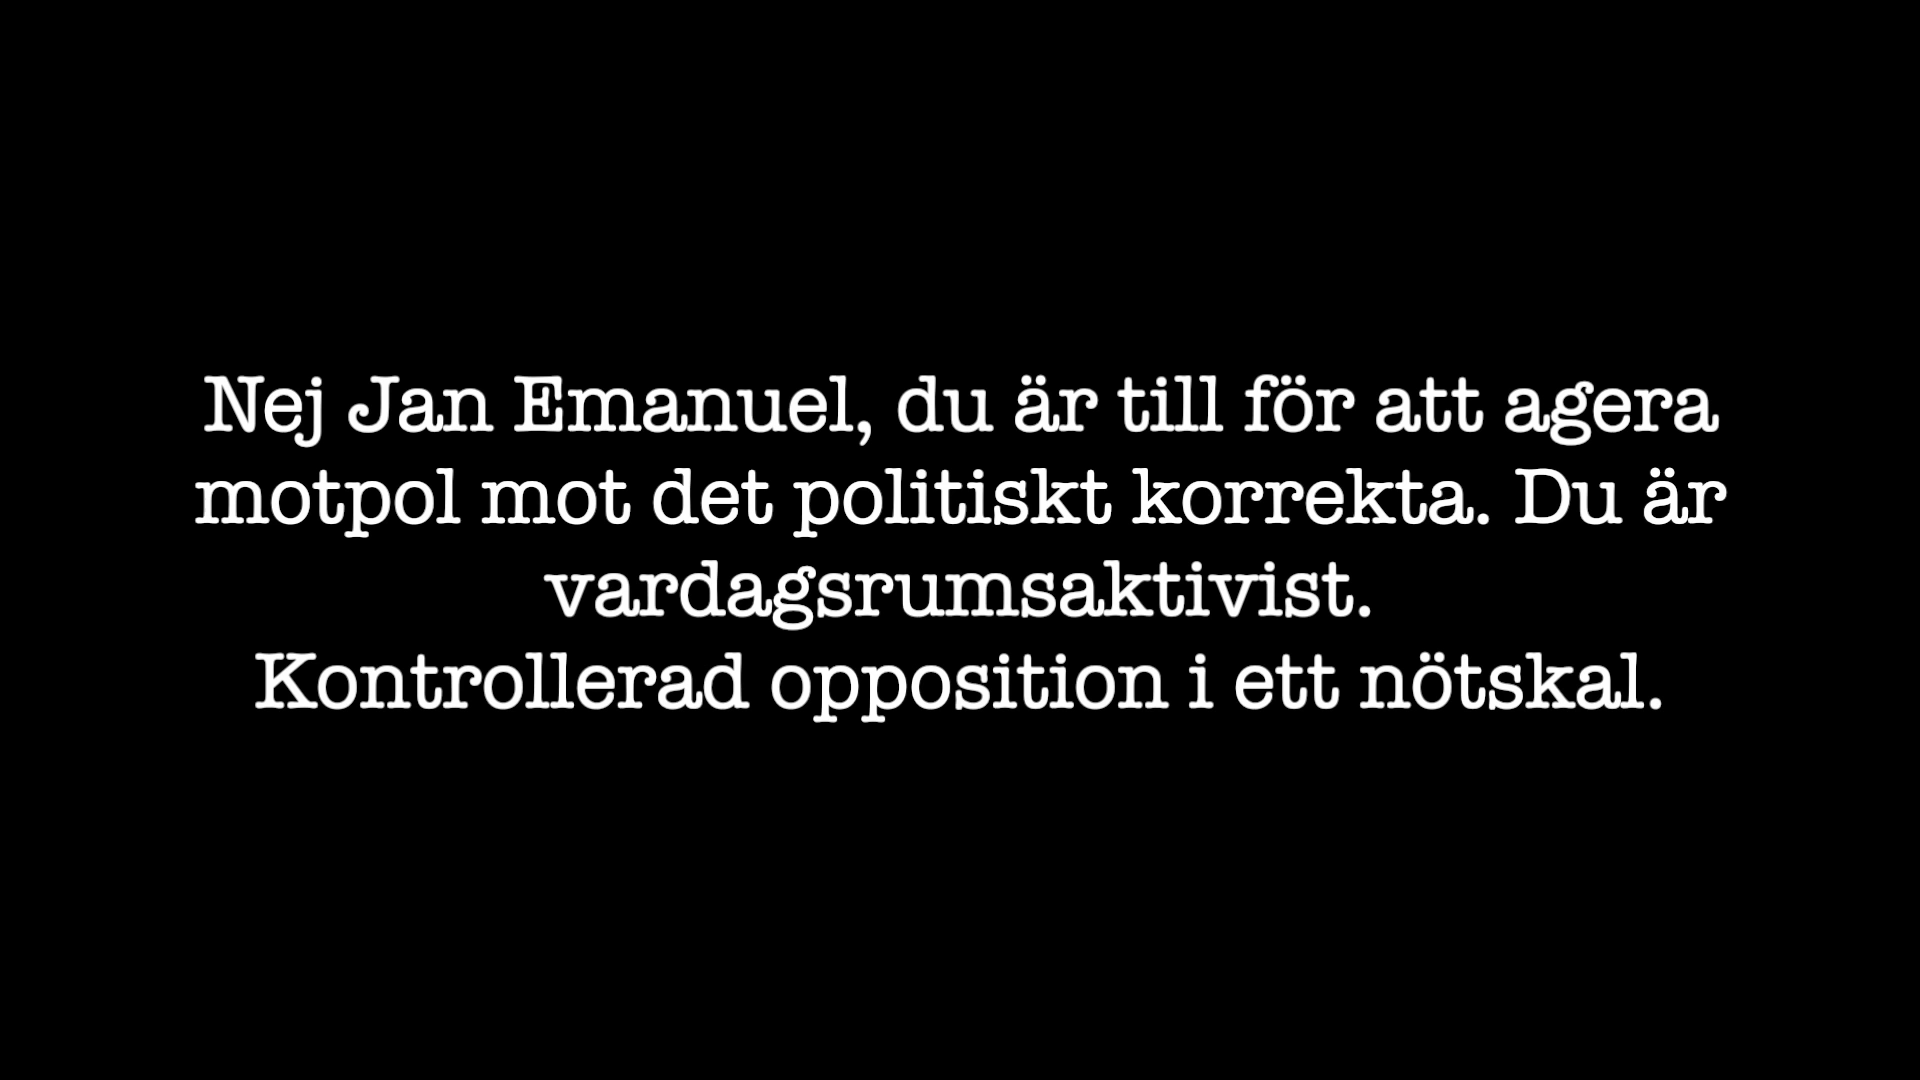 Nej Jan Emanuel, du är till för att agera
motpol mot det politiskt korrekta. Du är
vardagsrumsaktivist.
Kontrollerad opposition i ett nötskal.